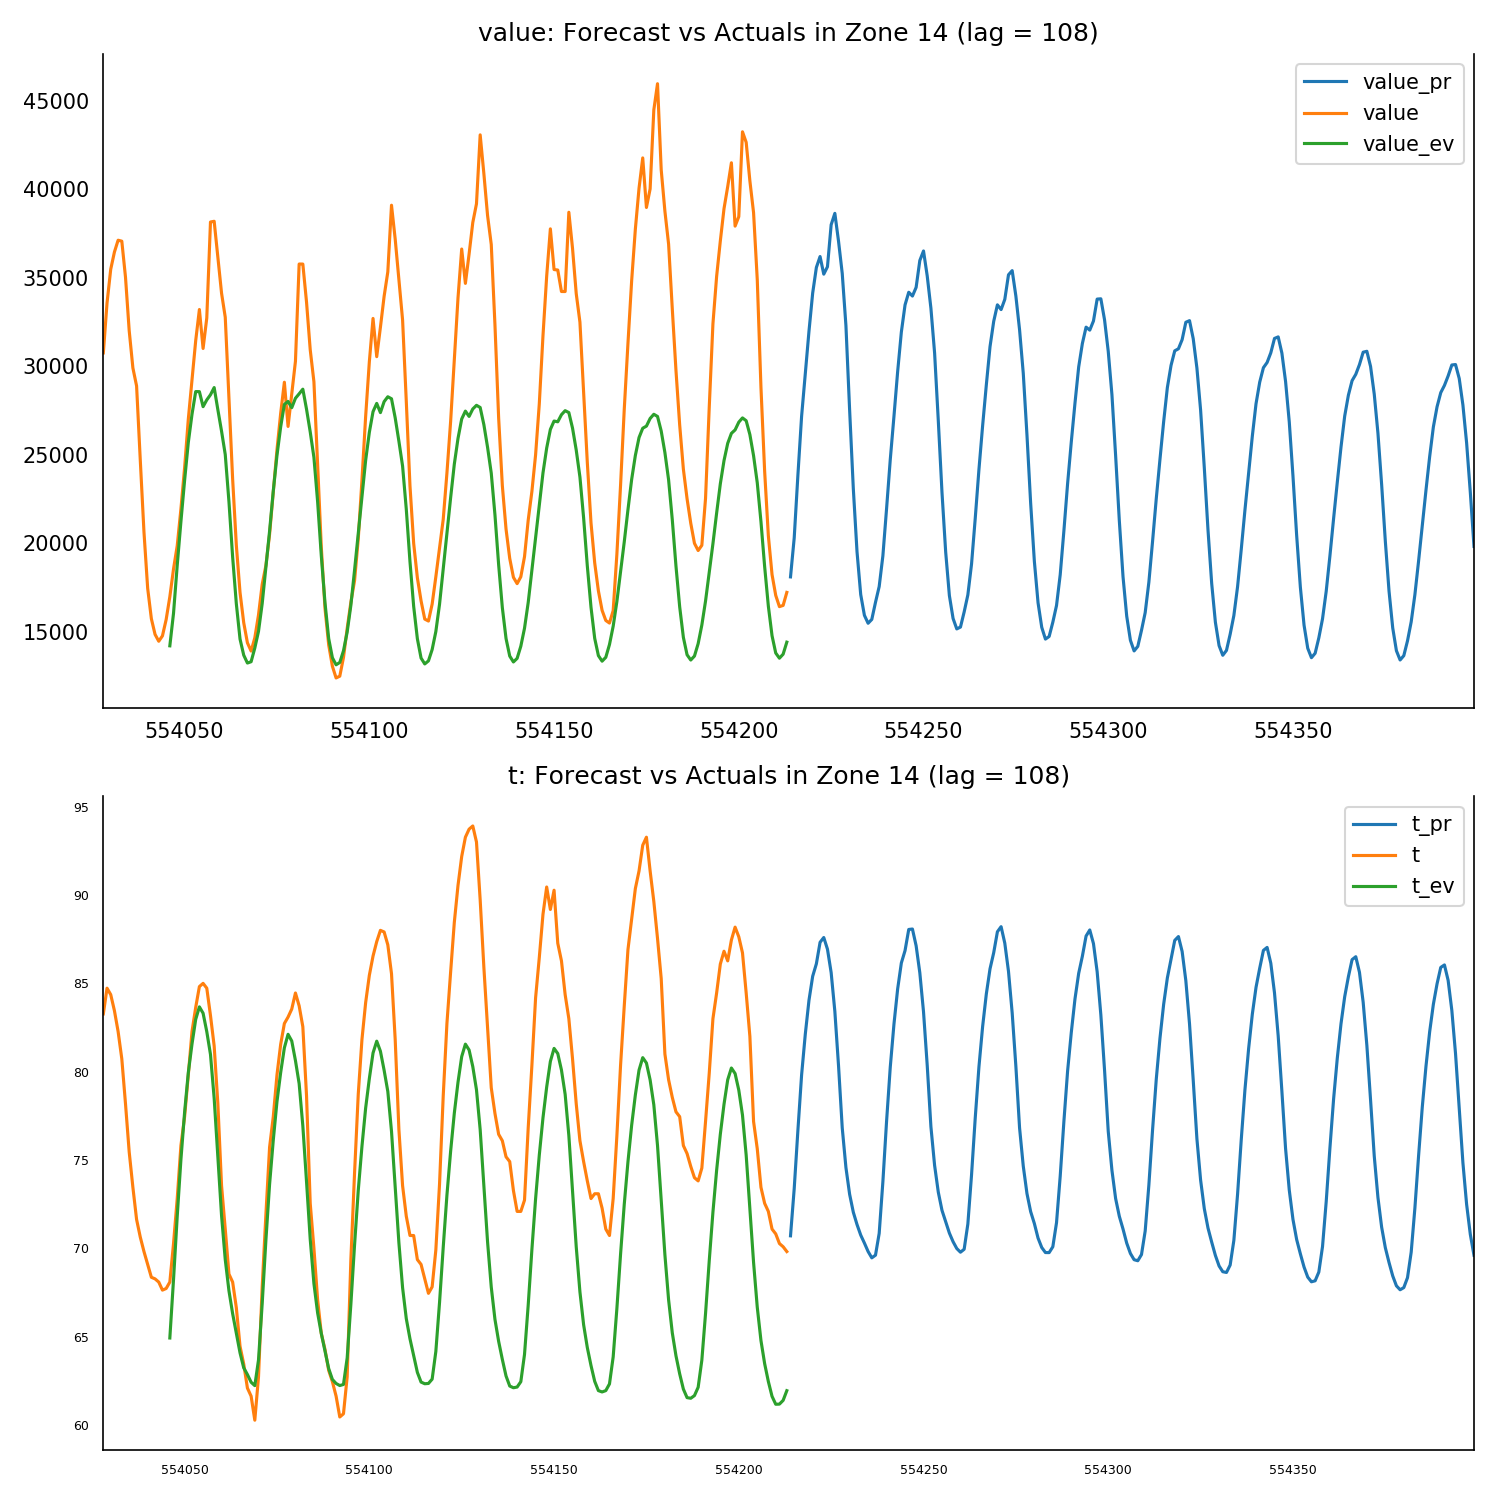 value: Forecast vs Actuals in Zone 14 (lag = 108)
45000
40000
35000
30000
25000
20000
15000
value_pr
value
value_ev
554050 554100 554150 554200 554250 554300 554350
t: Forecast vs Actuals in Zone 14 (lag = 108)
95
90
85
80
75
70
65
60
t_pr
t
t_ev
554050 554100 554150 554200 554250 554300 554350